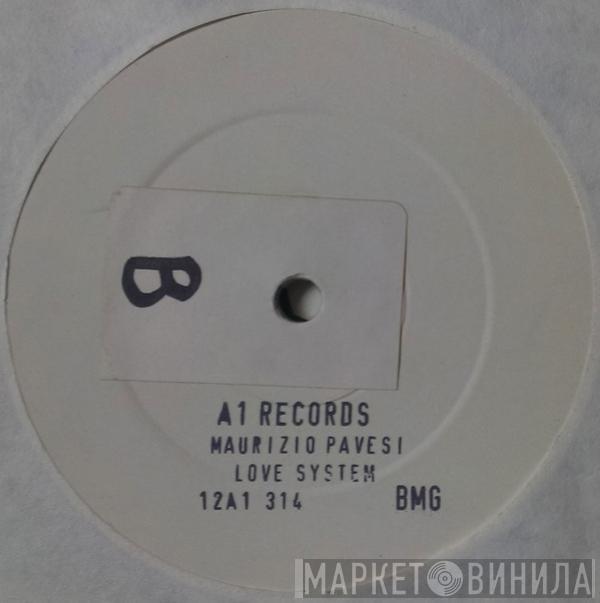 B
A1 RECORDS
MAURIZIO PAVESI
LOVE SYSTEM
12A1 314 BMG
МАРКЕТ ВИНИЛА